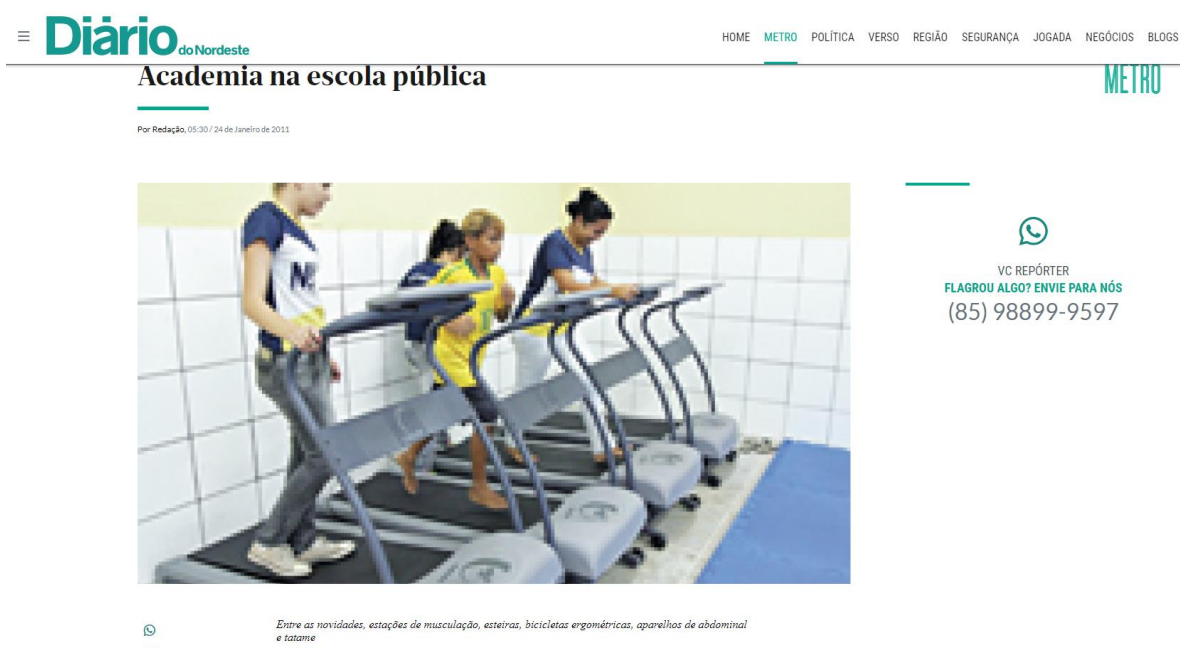 Diário do Nordeste
HOME METRO POLÍTICA VERSO REGIÃO SEGURANÇA JOGADA NEGÓCIOS BLOGS
Academia na escola pública
METRO
Por Redação, 05:30 / 24 de Janeiro de 2011
VC REPÓRTER
FLAGROU ALGO? ENVIE PARA NÓS
(85) 98899-9597
Entre as novidades, estações de musculação, esteiras, bicicletas ergométricas, aparelhos de abdominal
e tatame